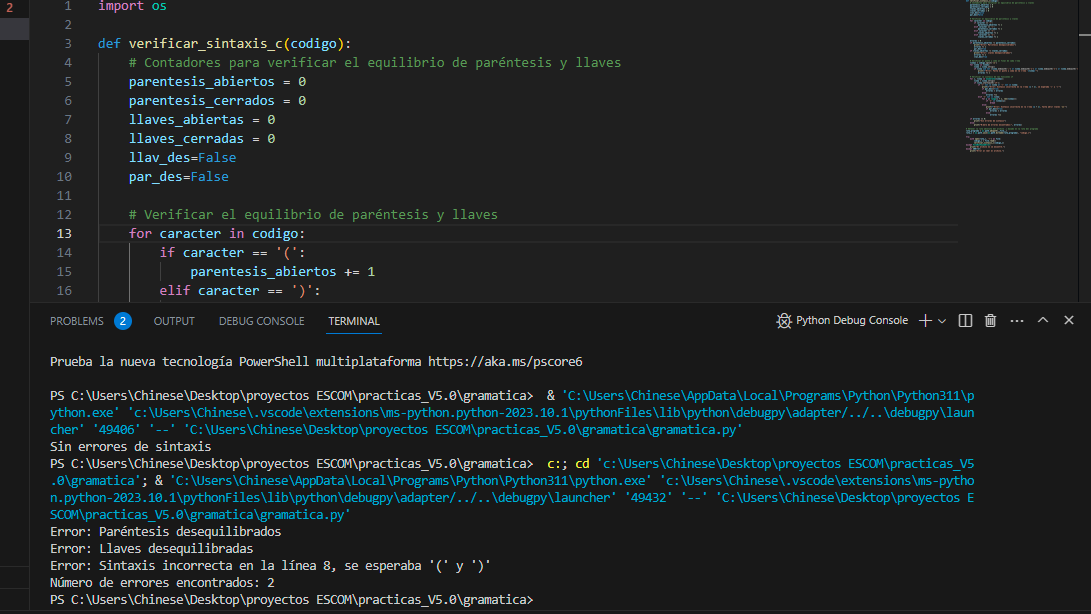 2
1 import os
2
3 def verificar_sintaxis_c(codigo):
4 # Contadores para verificar el equilibrio de paréntesis y llaves
5 parentesis_abiertos = 0
6 parentesis_cerrados = 0
7 llaves_abiertas = 0
8 llaves_cerradas = 0
9 llav_des=False
10 par_des=False
11
12 # Verificar el equilibrio de paréntesis y llaves
13 for caracter in codigo:
14 if caracter == '(':
15 parentesis_abiertos += 1
16 elif caracter == ')':
PROBLEMS 2 OUTPUT DEBUG CONSOLE TERMINAL Python Debug Console
Prueba la nueva tecnología PowerShell multiplataforma https://aka.ms/pscore6
PS C:\Users\Chinese\Desktop\proyectos ESCOM\practicas_V5.0\gramatica> & 'C:\Users\Chinese\AppData\Local\Programs\Python\Python311\p
ython.exe' 'c:\Users\Chinese\.vscode\extensions\ms-python.python-2023.10.1\pythonFiles\lib\python\debugpy\adapter/../..\debugpy\laun
cher' '49406' '--' 'C:\Users\Chinese\Desktop\proyectos ESCOM\practicas_V5.0\gramatica\gramatica.py'
Sin errores de sintaxis
PS C:\Users\Chinese\Desktop\proyectos ESCOM\practicas_V5.0\gramatica> c:; cd 'c:\Users\Chinese\Desktop\proyectos ESCOM\practicas_V5
.0\gramatica'; & 'C:\Users\Chinese\AppData\Local\Programs\Python\Python311\python.exe' 'c:\Users\Chinese\.vscode\extensions\ms-pytho
n.python-2023.10.1\pythonFiles\lib\python\debugpy\adapter/../..\debugpy\launcher' '49432' '--' 'C:\Users\Chinese\Desktop\proyectos E
SCOM\practicas_V5.0\gramatica\gramatica.py'
Error: Paréntesis desequilibrados
Error: Llaves desequilibradas
Error: Sintaxis incorrecta en la línea 8, se esperaba '(' y ')'
Número de errores encontrados: 2
PS C:\Users\Chinese\Desktop\proyectos ESCOM\practicas_V5.0\gramatica>